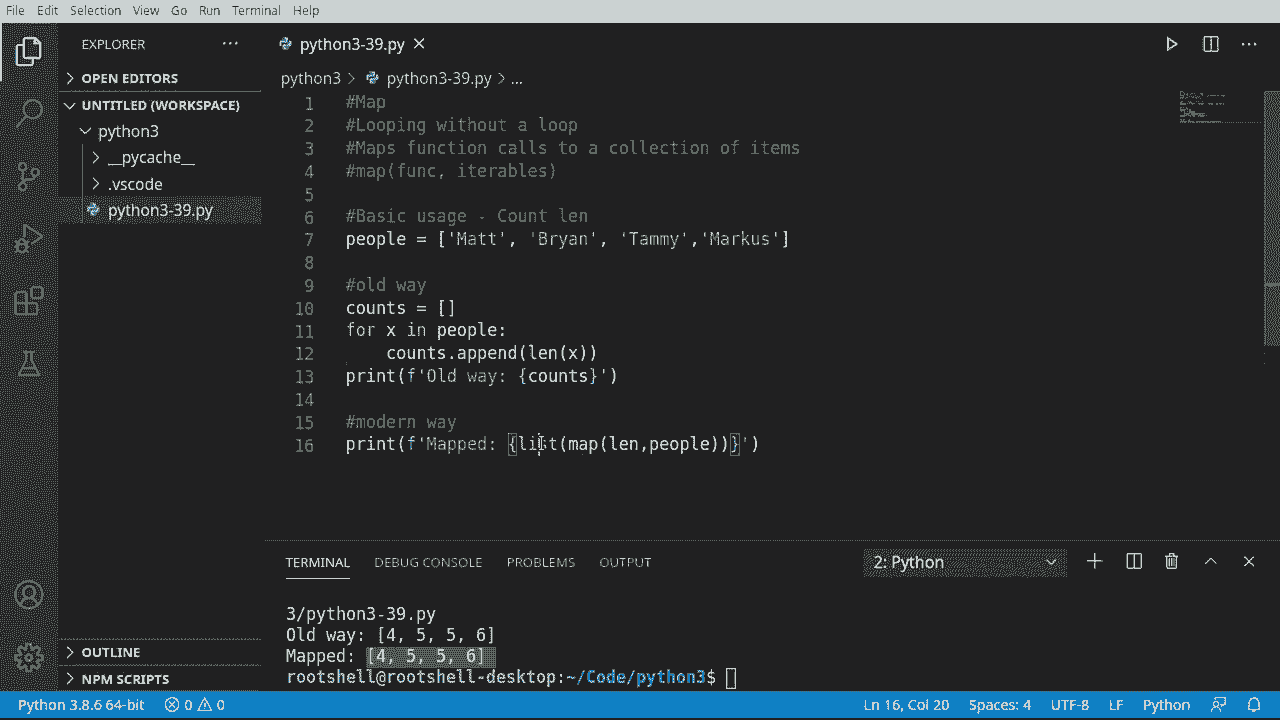 File Edit Selection View Go Run Terminal Help
EXPLORER
python3-39.py
OPEN EDITORS
UNTITLED (WORKSPACE)
python3
__pycache__
.vscode
python3-39.py
python3 > python3-39.py > ...
1 #Map
2 #Looping without a loop
3 #Maps function calls to a collection of items
4 #map(func, iterables)
5
6 #Basic usage - Count len
7 people = ['Matt', 'Bryan', 'Tammy','Markus']
8
9 #old way
10 counts = []
11 for x in people:
12 counts.append(len(x))
13 print(f'Old way: {counts}')
14
15 #modern way
16 print(f'Mapped: {list(map(len,people))}')
TERMINAL DEBUG CONSOLE PROBLEMS OUTPUT 2: Python
3/python3-39.py
Old way: [4, 5, 5, 6]
Mapped: [4, 5, 5, 6]
rootshell@rootshell-desktop:~/Code/python3$
OUTLINE
NPM SCRIPTS
Python 3.8.6 64-bit 0 0 Ln 16, Col 20 Spaces: 4 UTF-8 LF Python